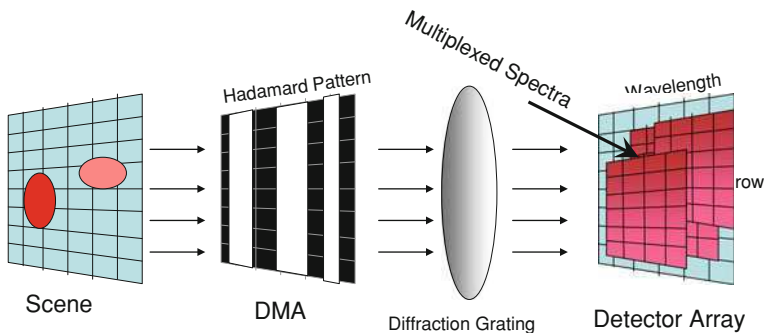 Multiplexed Spectra
Hadamard Pattern
Wavelength
row
Scene
DMA
Diffraction Grating
Detector Array